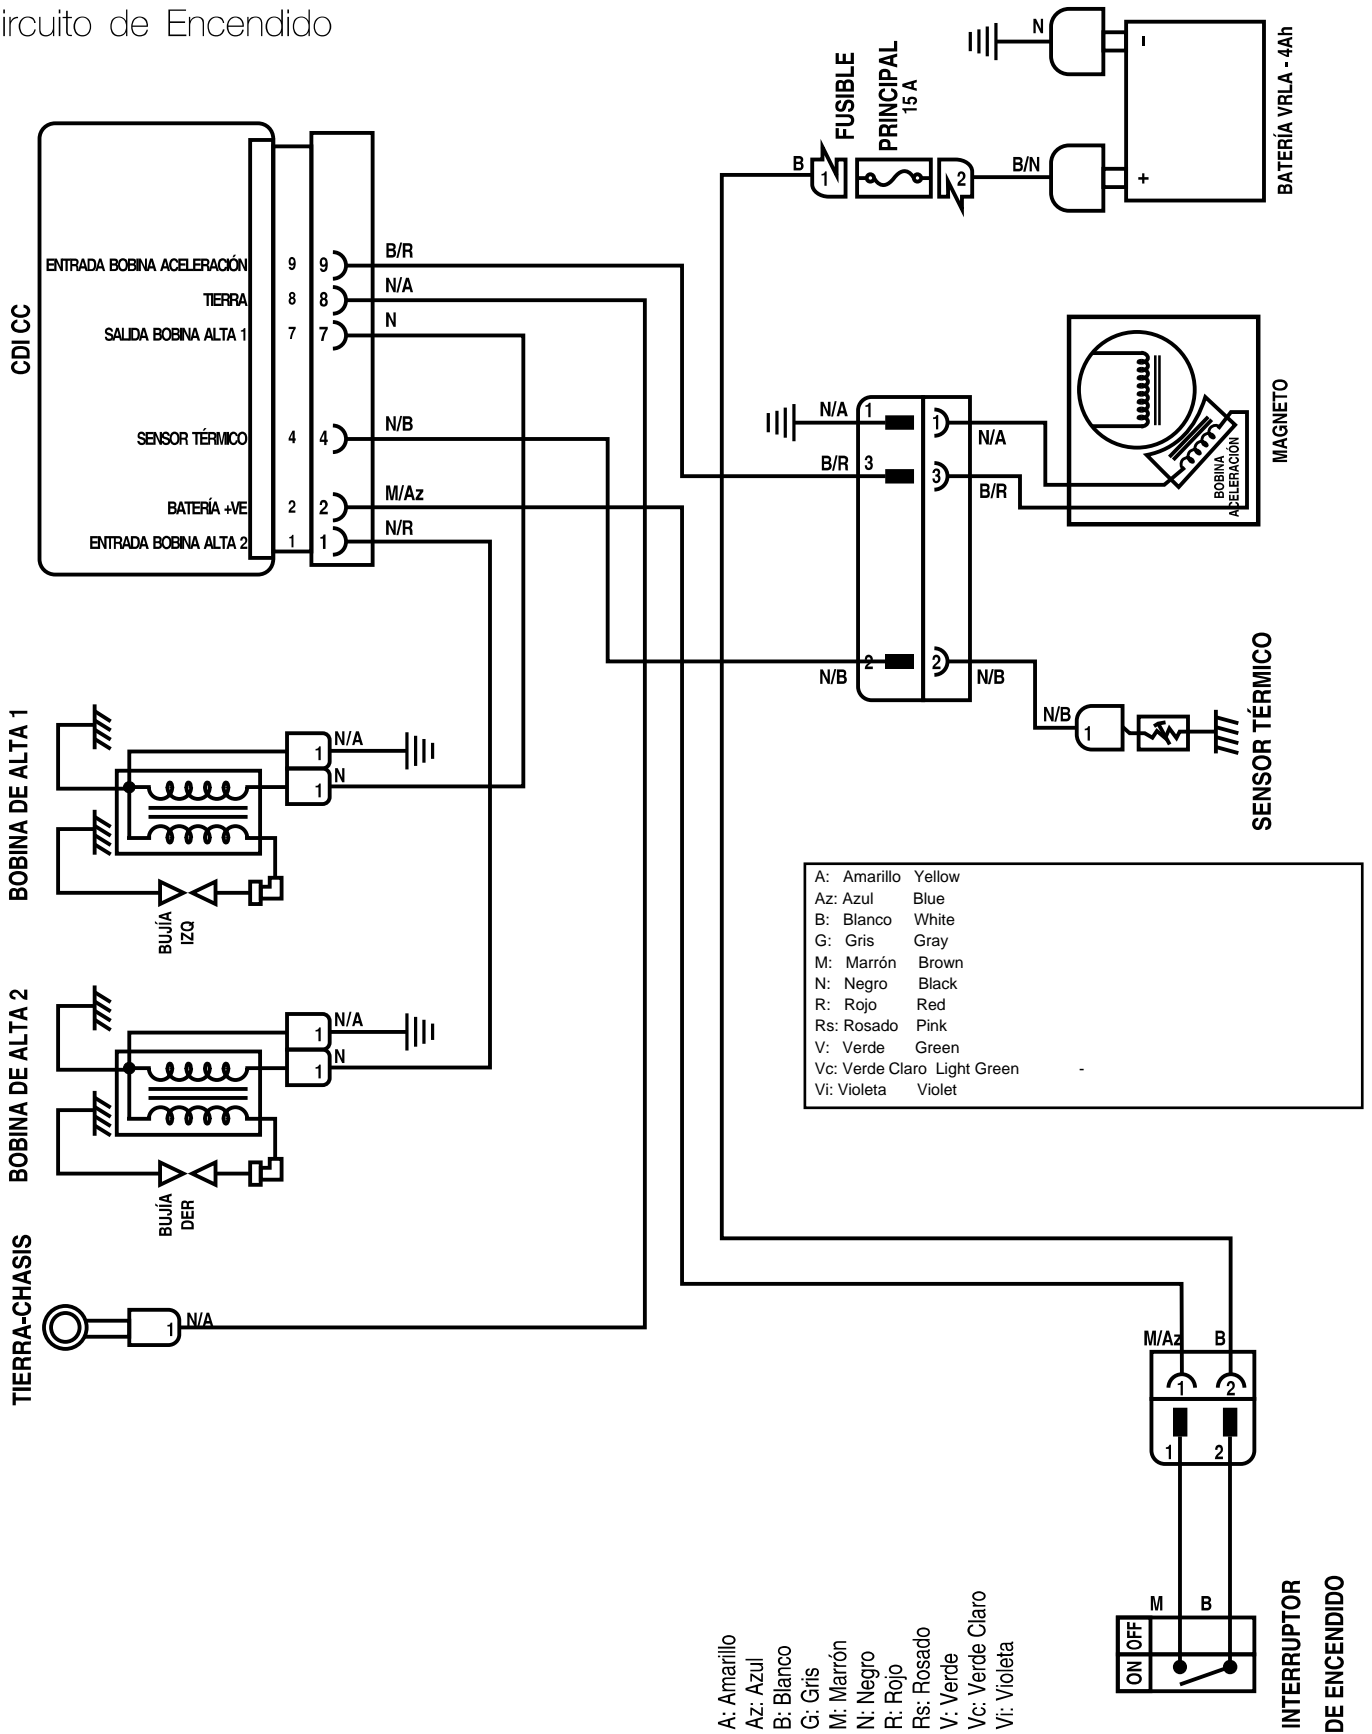 ircuito de Encendido
CDI CC
ENTRADA BOBINA ACELERACIÓN
9
9
B/R
TIERRA
8
8
N/A
SALIDA BOBINA ALTA 1
7
7
N
SENSOR TÉRMICO
4
4
N/B
BATERÍA +VE
2
2
M/Az
ENTRADA BOBINA ALTA 2
1
1
N/R
B
1
FUSIBLE
PRINCIPAL
15 A
2
B/N
N
-
+
BATERÍA VRLA - 4Ah
N/A
1
1
N/A
B/R
3
3
B/R
N/B
2
2
N/B
BOBINA
ACELERACIÓN
MAGNETO
N/B
1
SENSOR TÉRMICO
BOBINA DE ALTA 1
1
N/A
1
N
BUJÍA
IZQ
BOBINA DE ALTA 2
1
N/A
1
N
BUJÍA
DER
TIERRA-CHASIS
1
N/A
A: Amarillo Yellow
Az: Azul Blue
B: Blanco White
G: Gris Gray
M: Marrón Brown
N: Negro Black
R: Rojo Red
Rs: Rosado Pink
V: Verde Green
Vc: Verde Claro Light Green -
Vi: Violeta Violet
M/Az
B
1
2
1
2
M
B
ON
OFF
INTERRUPTOR
DE ENCENDIDO
A: Amarillo
Az: Azul
B: Blanco
G: Gris
M: Marrón
N: Negro
R: Rojo
Rs: Rosado
V: Verde
Vc: Verde Claro
Vi: Violeta